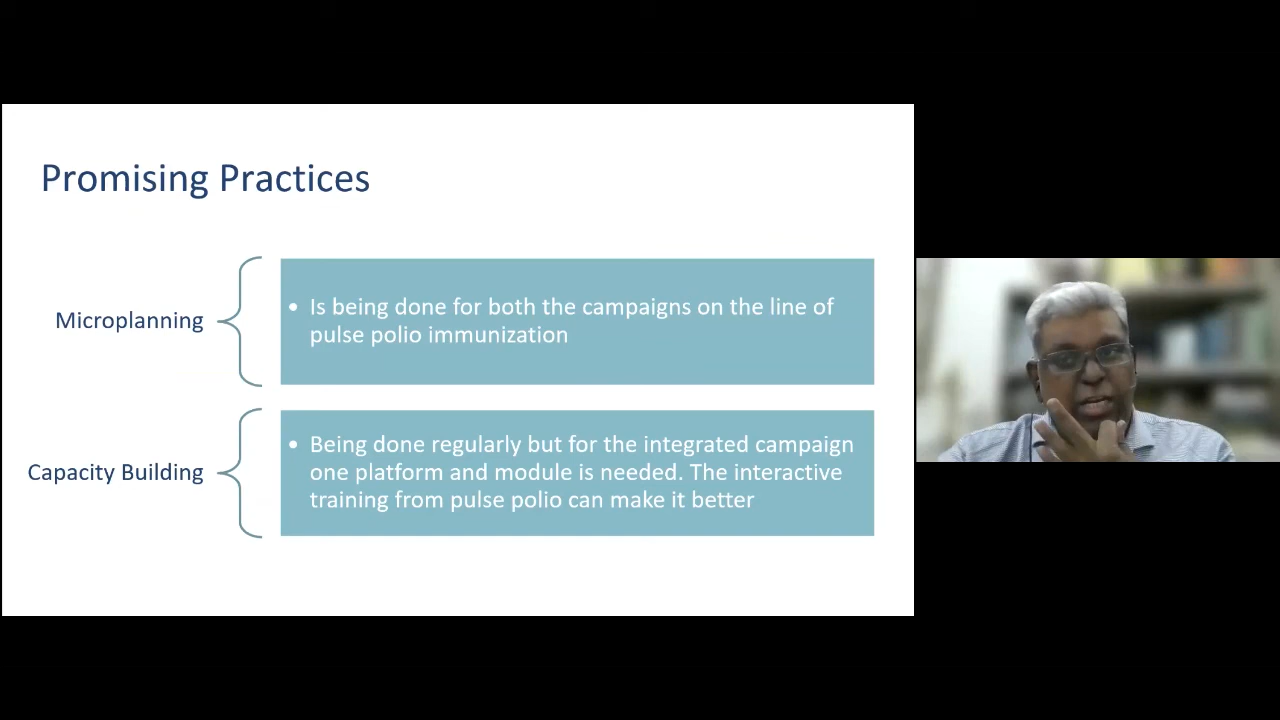 Promising Practices
Microplanning
• Is being done for both the campaigns on the line of
pulse polio immunization
Capacity Building
• Being done regularly but for the integrated campaign
one platform and module is needed. The interactive
training from pulse polio can make it better